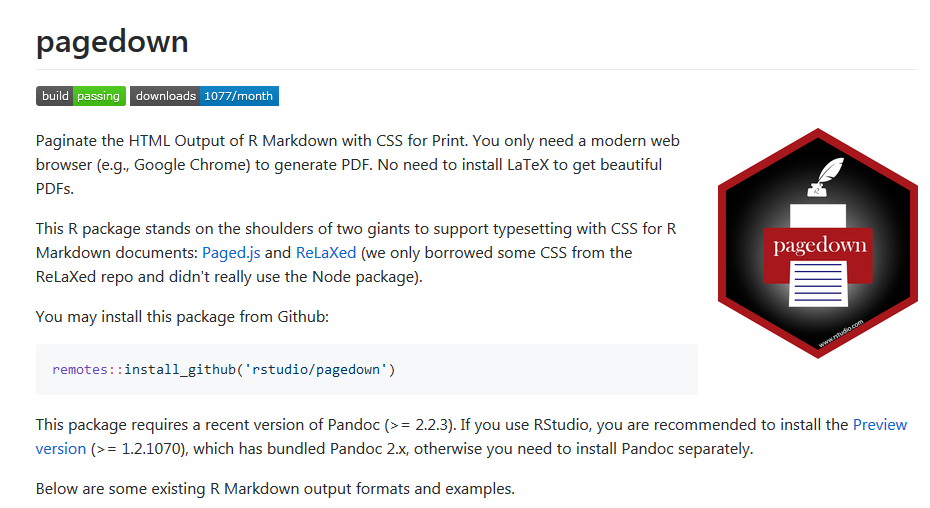 pagedown
build passing downloads 1077/month
Paginate the HTML Output of R Markdown with CSS for Print. You only need a modern web
browser (e.g., Google Chrome) to generate PDF. No need to install LaTeX to get beautiful
PDFs.
This R package stands on the shoulders of two giants to support typesetting with CSS for R
Markdown documents: Paged.js and ReLaXed (we only borrowed some CSS from the
ReLaXed repo and didn't really use the Node package).
You may install this package from Github:
remotes::install_github('rstudio/pagedown')
R
pagedown
www.rstudio.com
This package requires a recent version of Pandoc (>= 2.2.3). If you use RStudio, you are recommended to install the Preview
version (>= 1.2.1070), which has bundled Pandoc 2.x, otherwise you need to install Pandoc separately.
Below are some existing R Markdown output formats and examples.